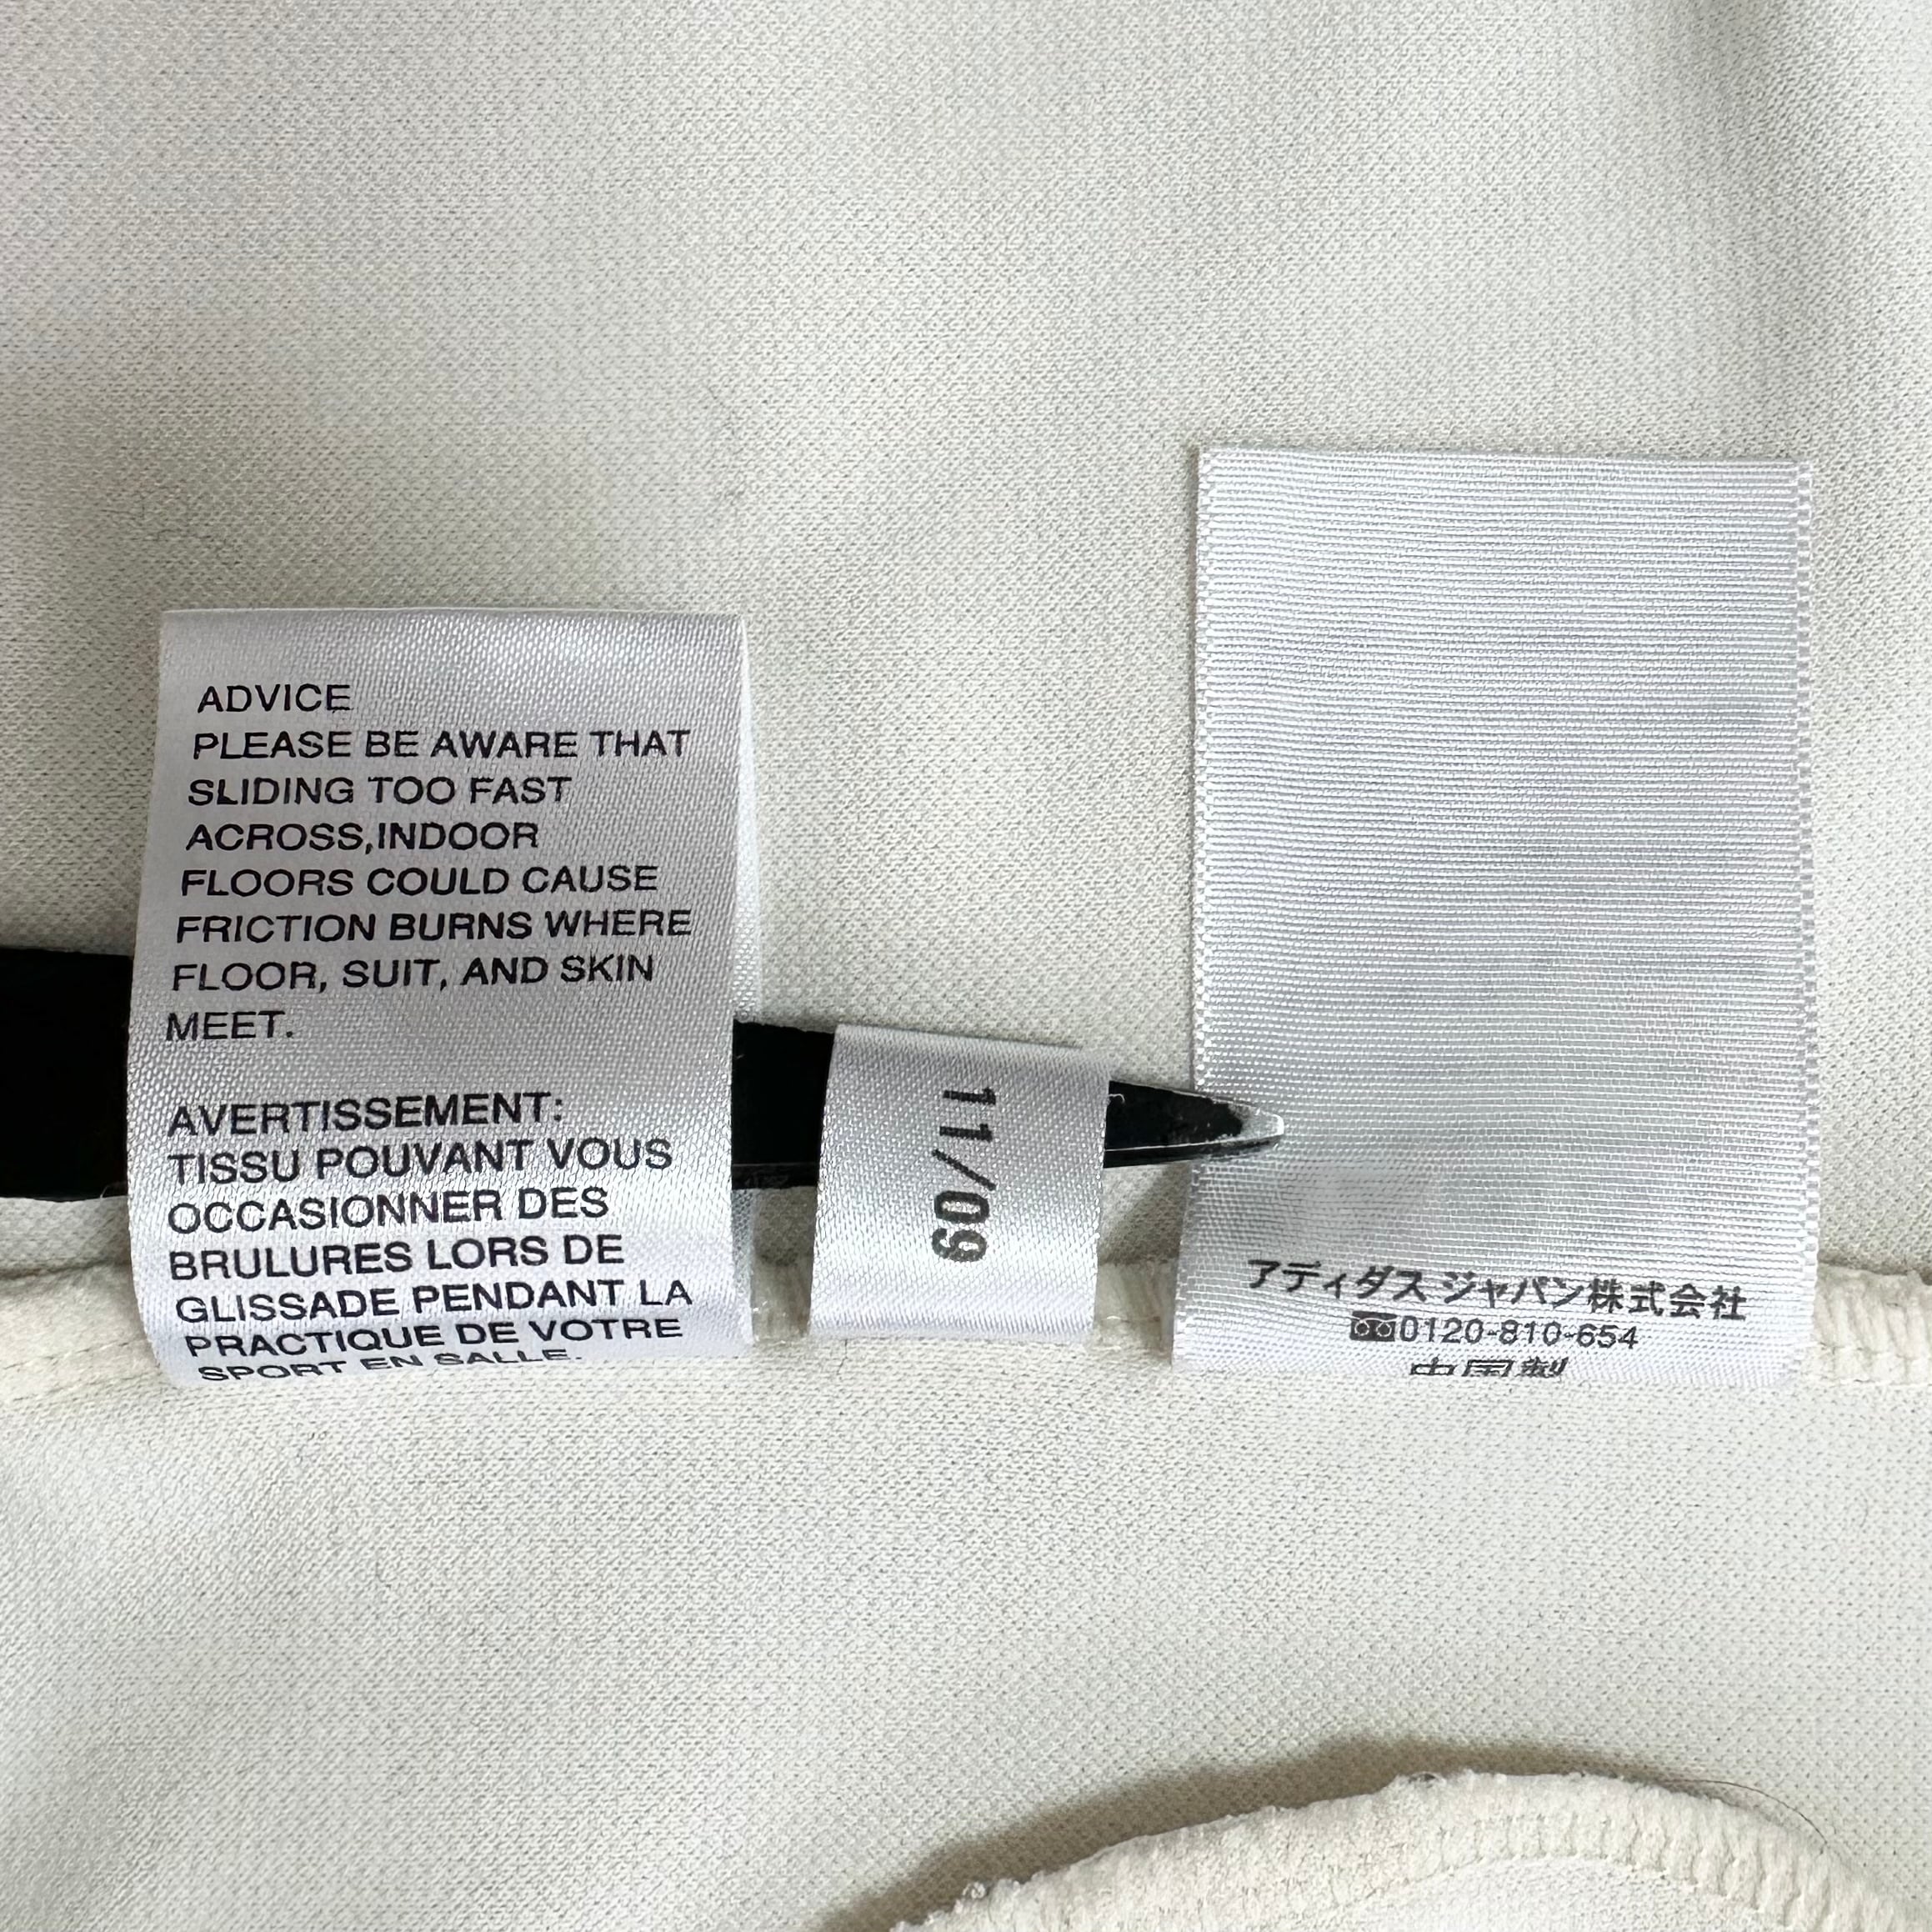 ADVICE
PLEASE BE AWARE THAT
SLIDING TOO FAST
ACROSS,INDOOR
FLOORS COULD CAUSE
FRICTION BURNS WHERE
FLOOR, SUIT, AND SKIN
MEET.
AVERTISSEMENT:
TISSU POUVANT VOUS
OCCASIONNER DES
BRULURES LORS DE
GLISSADE PENDANT LA
PRACTIQUE DE VOTRE
SPORT EN SALLE.
11/09
アディダス ジャパン株式会社
0120-810-654
中国製